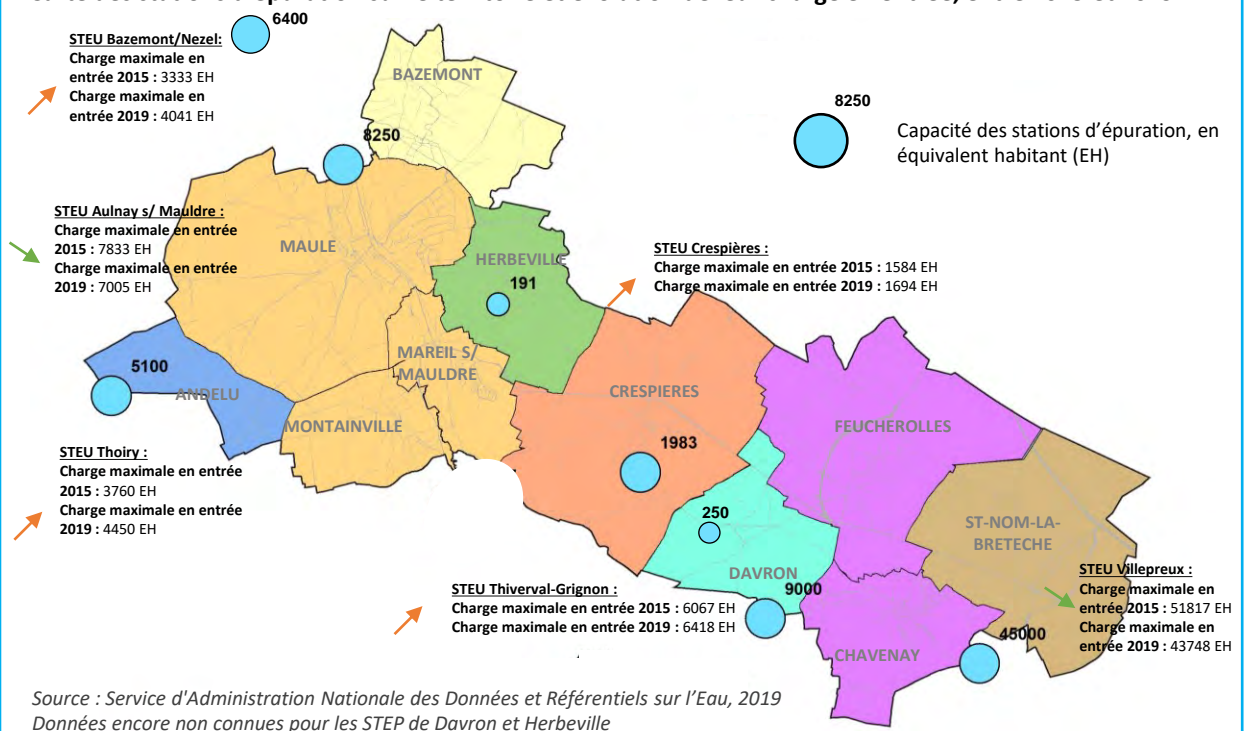 6400
STEU Bazemont/Nezel:
Charge maximale en
entrée 2015 : 3333 EH
Charge maximale en
entrée 2019 : 4041 EH
BAZEMONT
8250
8250
Capacité des stations d'épuration, en
équivalent habitant (EH)
STEU Aulnay s/ Mauldre :
Charge maximale en entrée
2015 : 7833 EH
Charge maximale en entrée
2019 : 7005 EH
MAULE
HERBEVILLE
191
STEU Crespières :
Charge maximale en entrée 2015 : 1584 EH
Charge maximale en entrée 2019 : 1694 EH
5100
ANDELU
MAREIL S/
MAULDRE
MONTAINVILLE
CRESPIERES
1983
FEUCHEROLLES
STEU Thoiry :
Charge maximale en entrée
2015 : 3760 EH
Charge maximale en entrée
2019 : 4450 EH
250
DAVRON
9000
ST-NOM-LA-
BRETECHE
STEU Thiverval-Grignon :
Charge maximale en entrée 2015 : 6067 EH
Charge maximale en entrée 2019 : 6418 EH
STEU Villepreux :
Charge maximale en
entrée 2015 : 51817 EH
Charge maximale en
entrée 2019 : 43748 EH
45000
CHAVENAY
Source : Service d'Administration Nationale des Données et Référentiels sur l'Eau, 2019
Données encore non connues pour les STEP de Davron et Herbeville